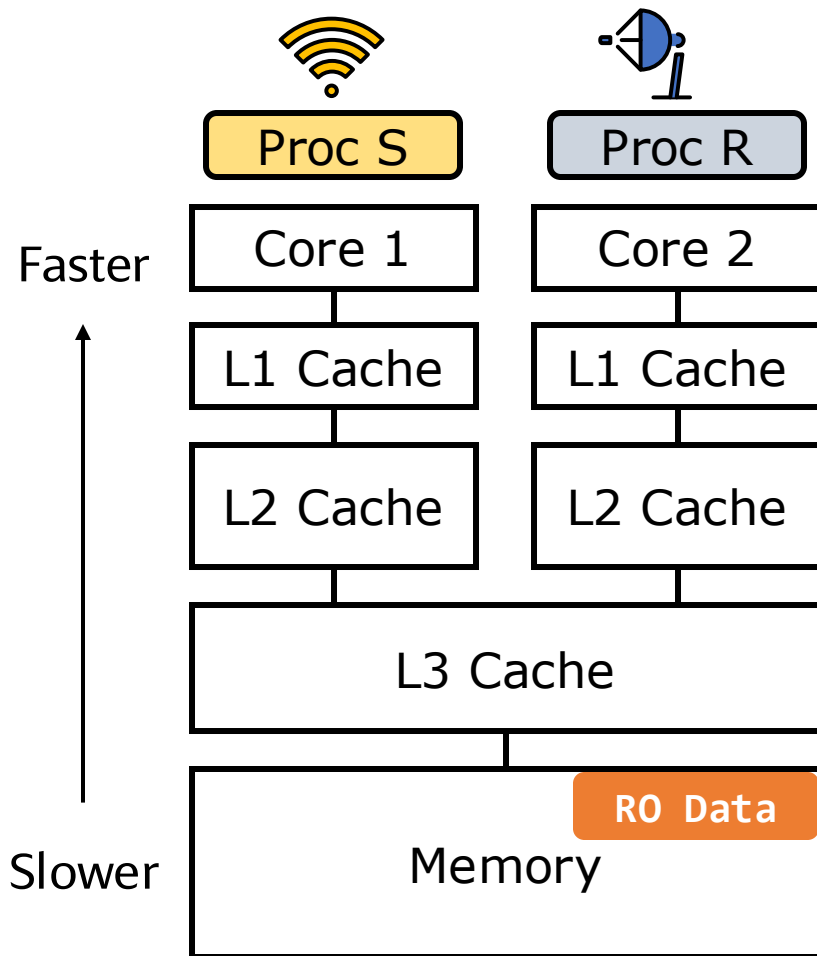 Proc S
Proc R
Core 1
Core 2
Faster
L1 Cache
L1 Cache
L2 Cache
L2 Cache
L3 Cache
RO Data
Memory
Slower